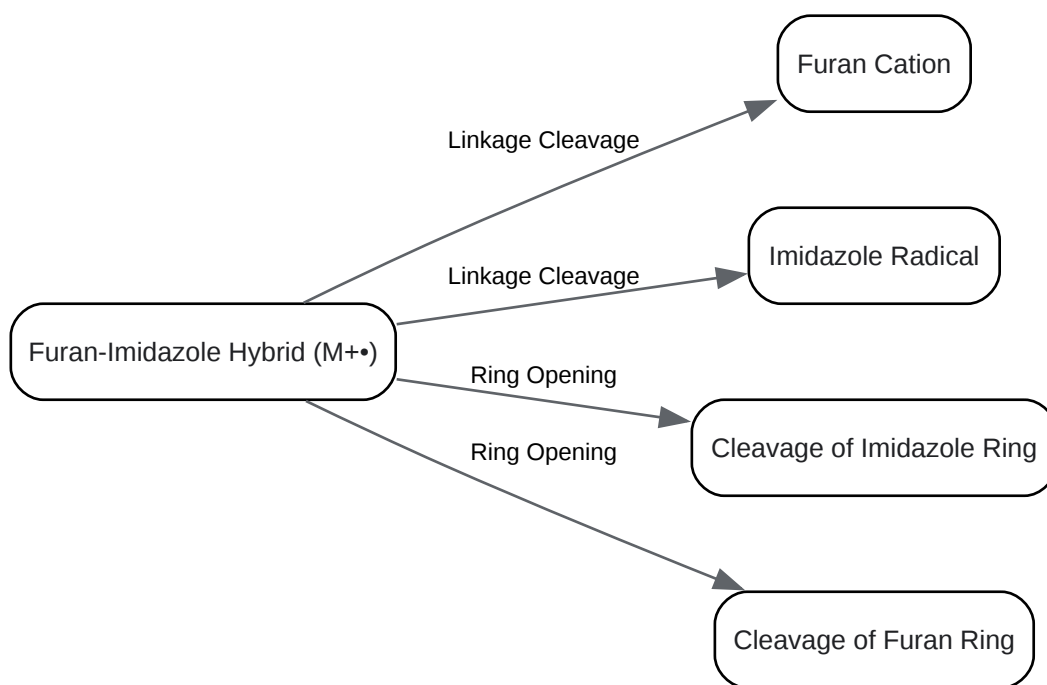 Furan Cation
Linkage Cleavage
Imidazole Radical
Linkage Cleavage
Furan-Imidazole Hybrid (M+•)
Ring Opening
Cleavage of Imidazole Ring
Ring Opening
Cleavage of Furan Ring